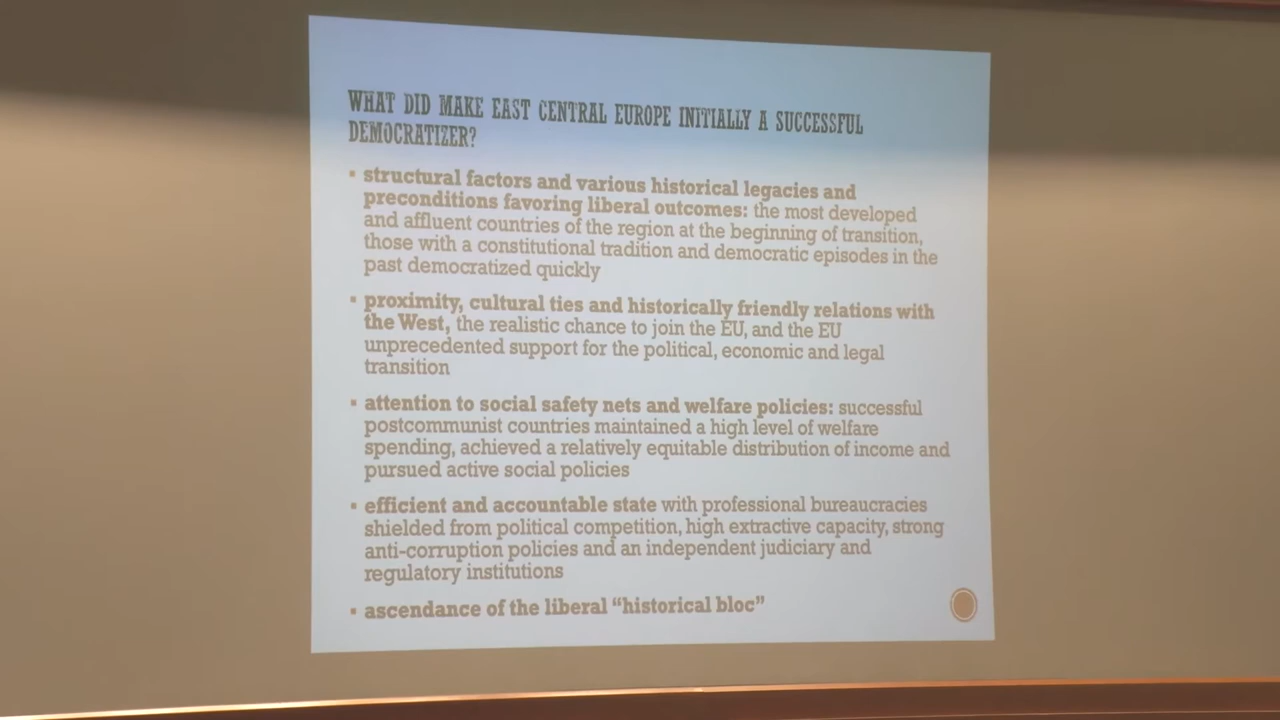 WHAT DID MAKE EAST CENTRAL EUROPE INITIALLY A SUCCESSFUL
DEMOCRATIZER?
▪ structural factors and various historical legacies and
preconditions favoring liberal outcomes: the most developed
and affluent countries of the region at the beginning of transition,
those with a constitutional tradition and democratic episodes in the
past democratized quickly
▪ proximity, cultural ties and historically friendly relations with
the West, the realistic chance to join the EU, and the EU
unprecedented support for the political, economic and legal
transition
▪ attention to social safety nets and welfare policies: successful
postcommunist countries maintained a high level of welfare
spending, achieved a relatively equitable distribution of income and
pursued active social policies
▪ efficient and accountable state with professional bureaucracies
shielded from political competition, high extractive capacity, strong
anti-corruption policies and an independent judiciary and
regulatory institutions
▪ ascendance of the liberal “historical bloc”